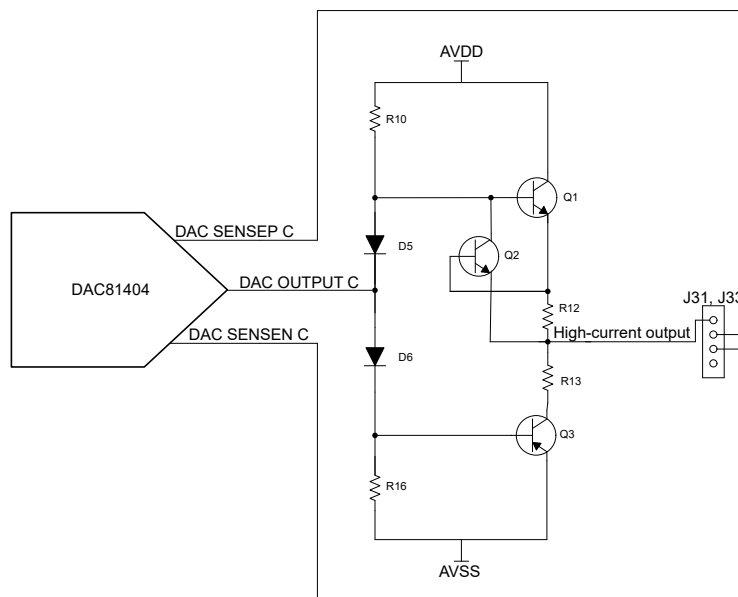 AVDD
R10
Q1
DAC SENSEP C
D5
Q2
DAC81404
DAC OUTPUT C
J31, J33
R12
High-current output
DAC SENSEN C
D6
R13
Q3
R16
AVSS